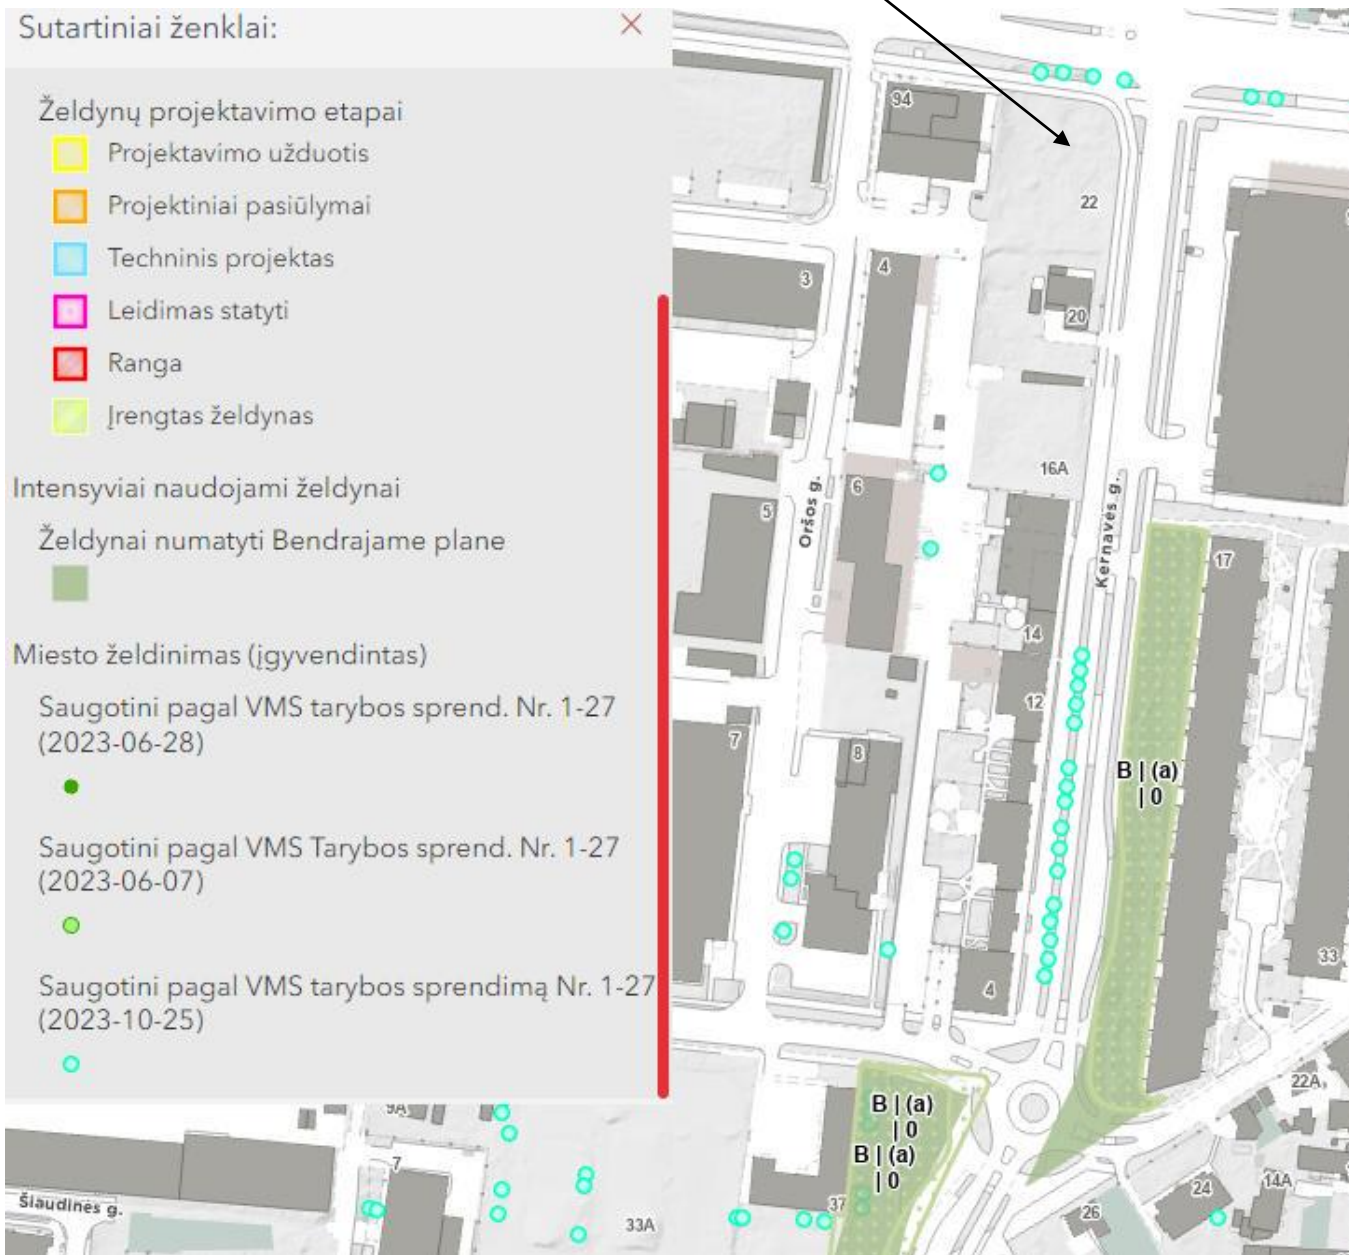 Sutartiniai ženklai:
Želdynų projektavimo etapai
Projektavimo užduotis
Projektiniai pasiūlymai
Techninis projektas
Leidimas statyti
Ranga
Įrengtas želdynas
Intensyviai naudojami želdynai
Želdynai numatyti Bendrajame plane
Miesto želdinimas (įgyvendintas)
Saugotini pagal VMS tarybos sprend. Nr. 1-27
(2023-06-28)
Saugotini pagal VMS Tarybos sprend. Nr. 1-27
(2023-06-07)
Saugotini pagal VMS tarybos sprendimą Nr. 1-27
(2023-10-25)
94
22
3
4
20
16A
6
5
Oršos g.
Kernavės g.
17
14
12
7
8
B | (a)
| 0
33
4
22A
B | (a)
| 0
B | (a)
| 0
9A
7
Šiaudinės g.
33A
37
26
24
14A